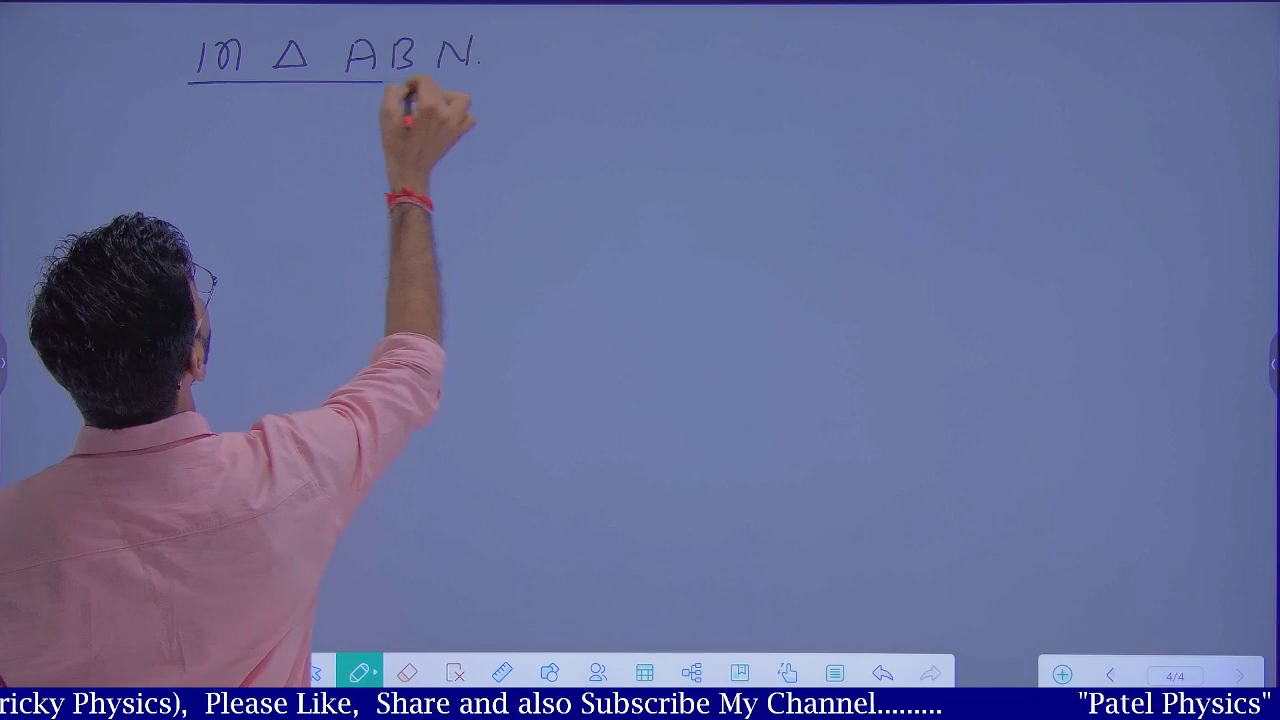 In Δ ABN.
4/4
ricky Physics), Please Like, Share and also Subscribe My Channel......... "Patel Physics"